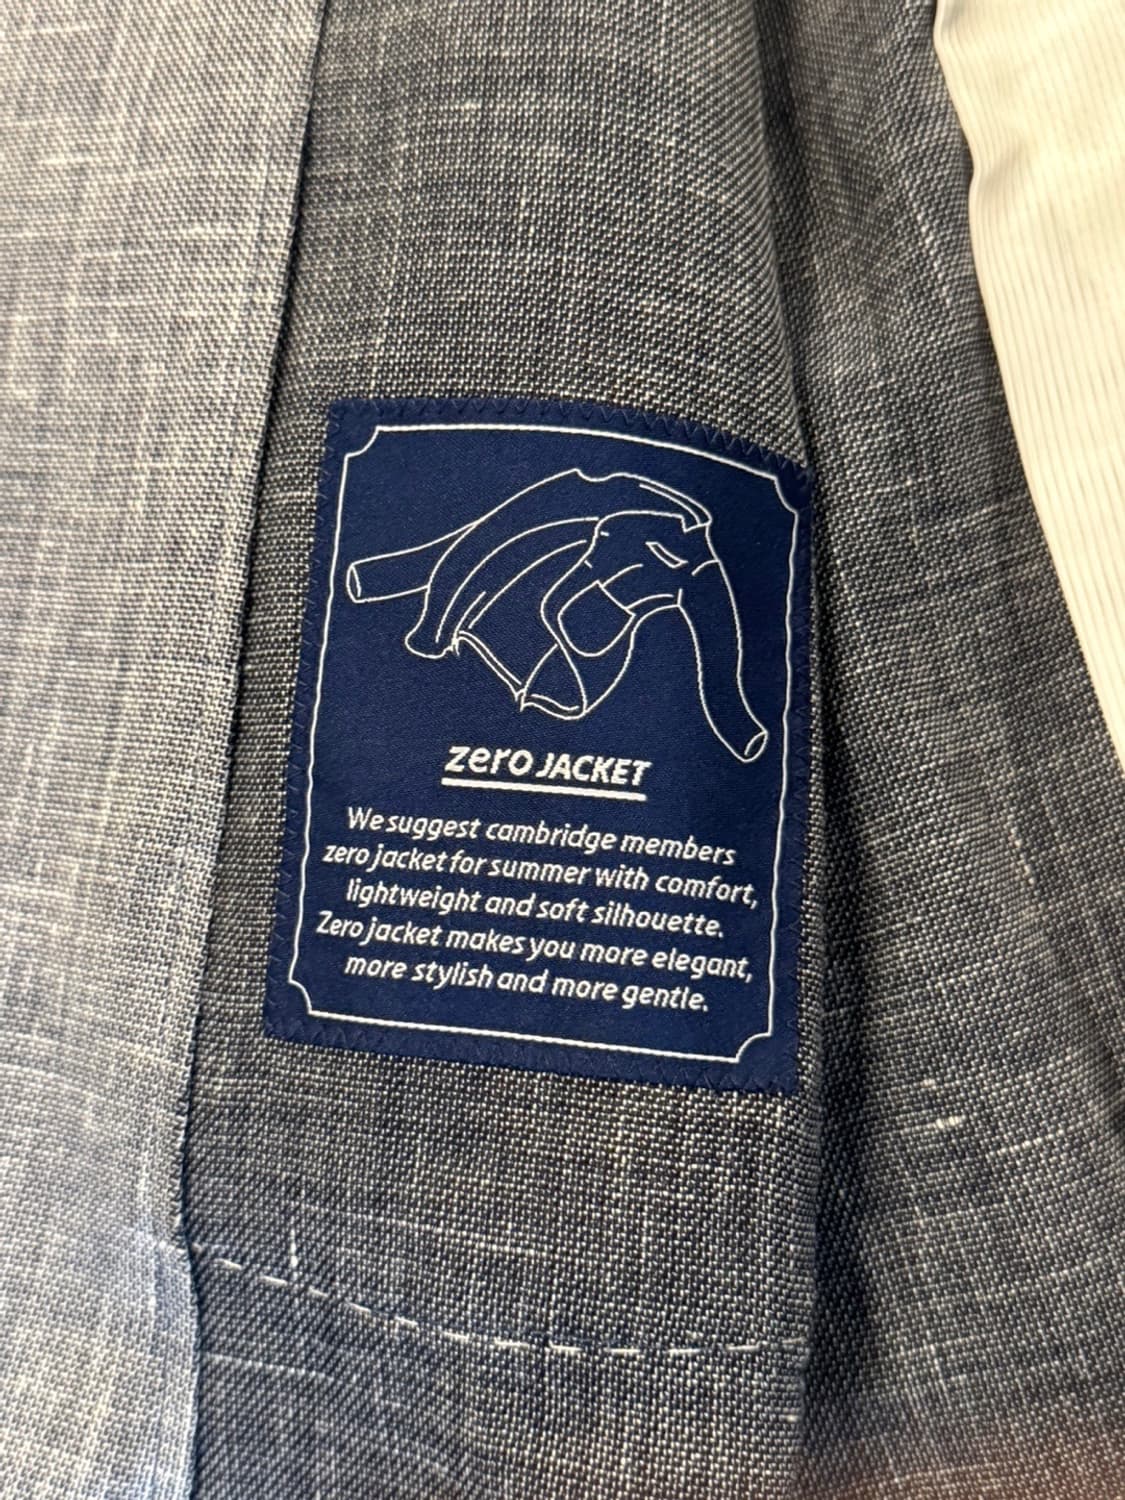 zero JACKET
We suggest cambridge members
zero jacket for summer with comfort,
lightweight and soft silhouette.
Zero jacket makes you more elegant,
more stylish and more gentle.